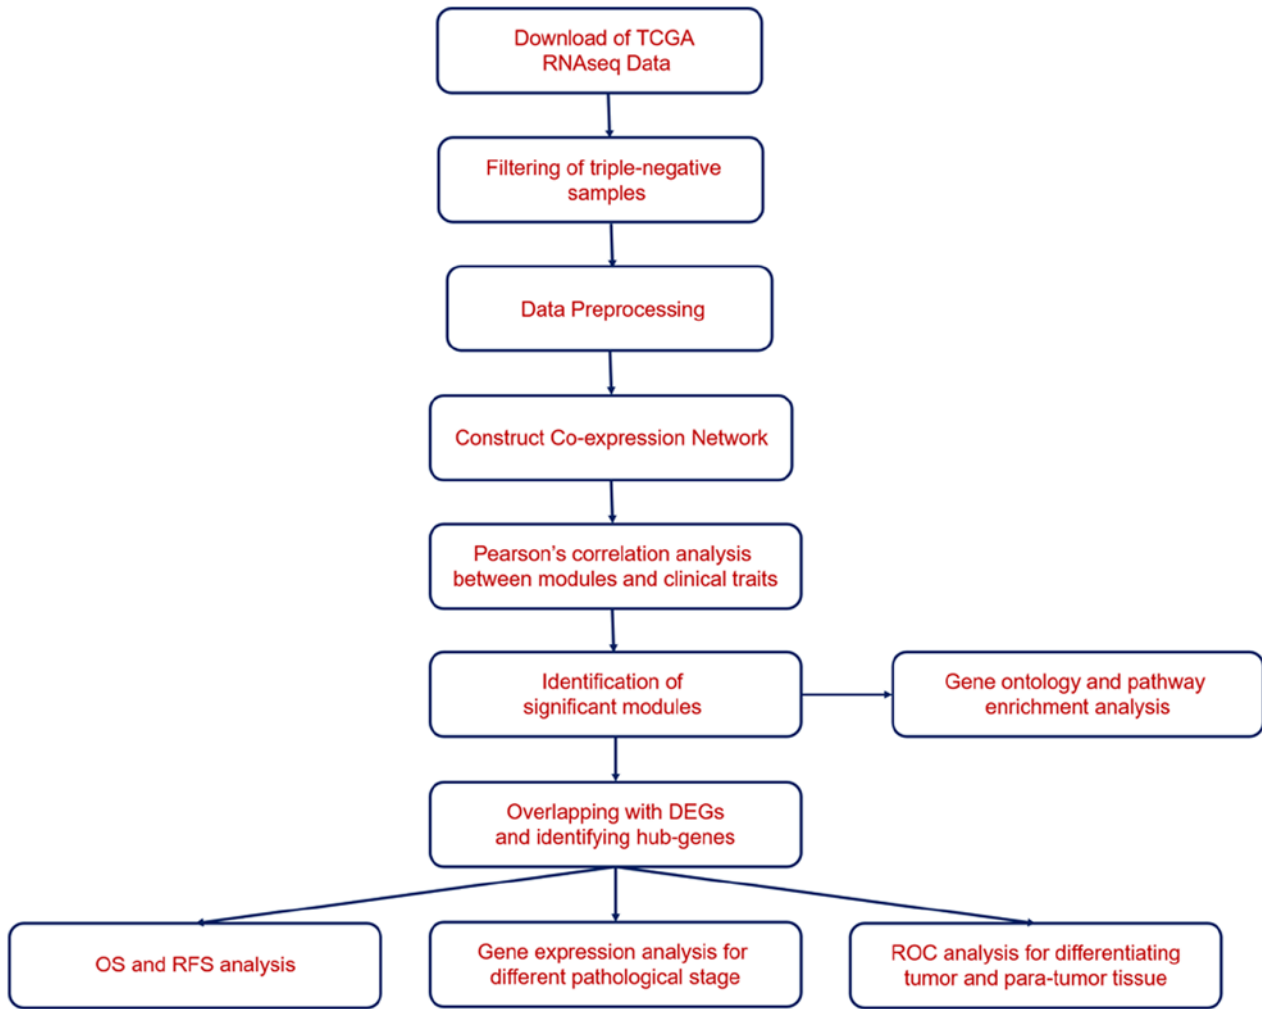 Download of TCGA
RNAseq Data
Filtering of triple-negative
samples
Data Preprocessing
Construct Co-expression Network
Pearson’s correlation analysis
between modules and clinical traits
Identification of
significant modules
Gene ontology and pathway
enrichment analysis
Overlapping with DEGs
and identifying hub-genes
OS and RFS analysis
Gene expression analysis for
different pathological stage
ROC analysis for differentiating
tumor and para-tumor tissue